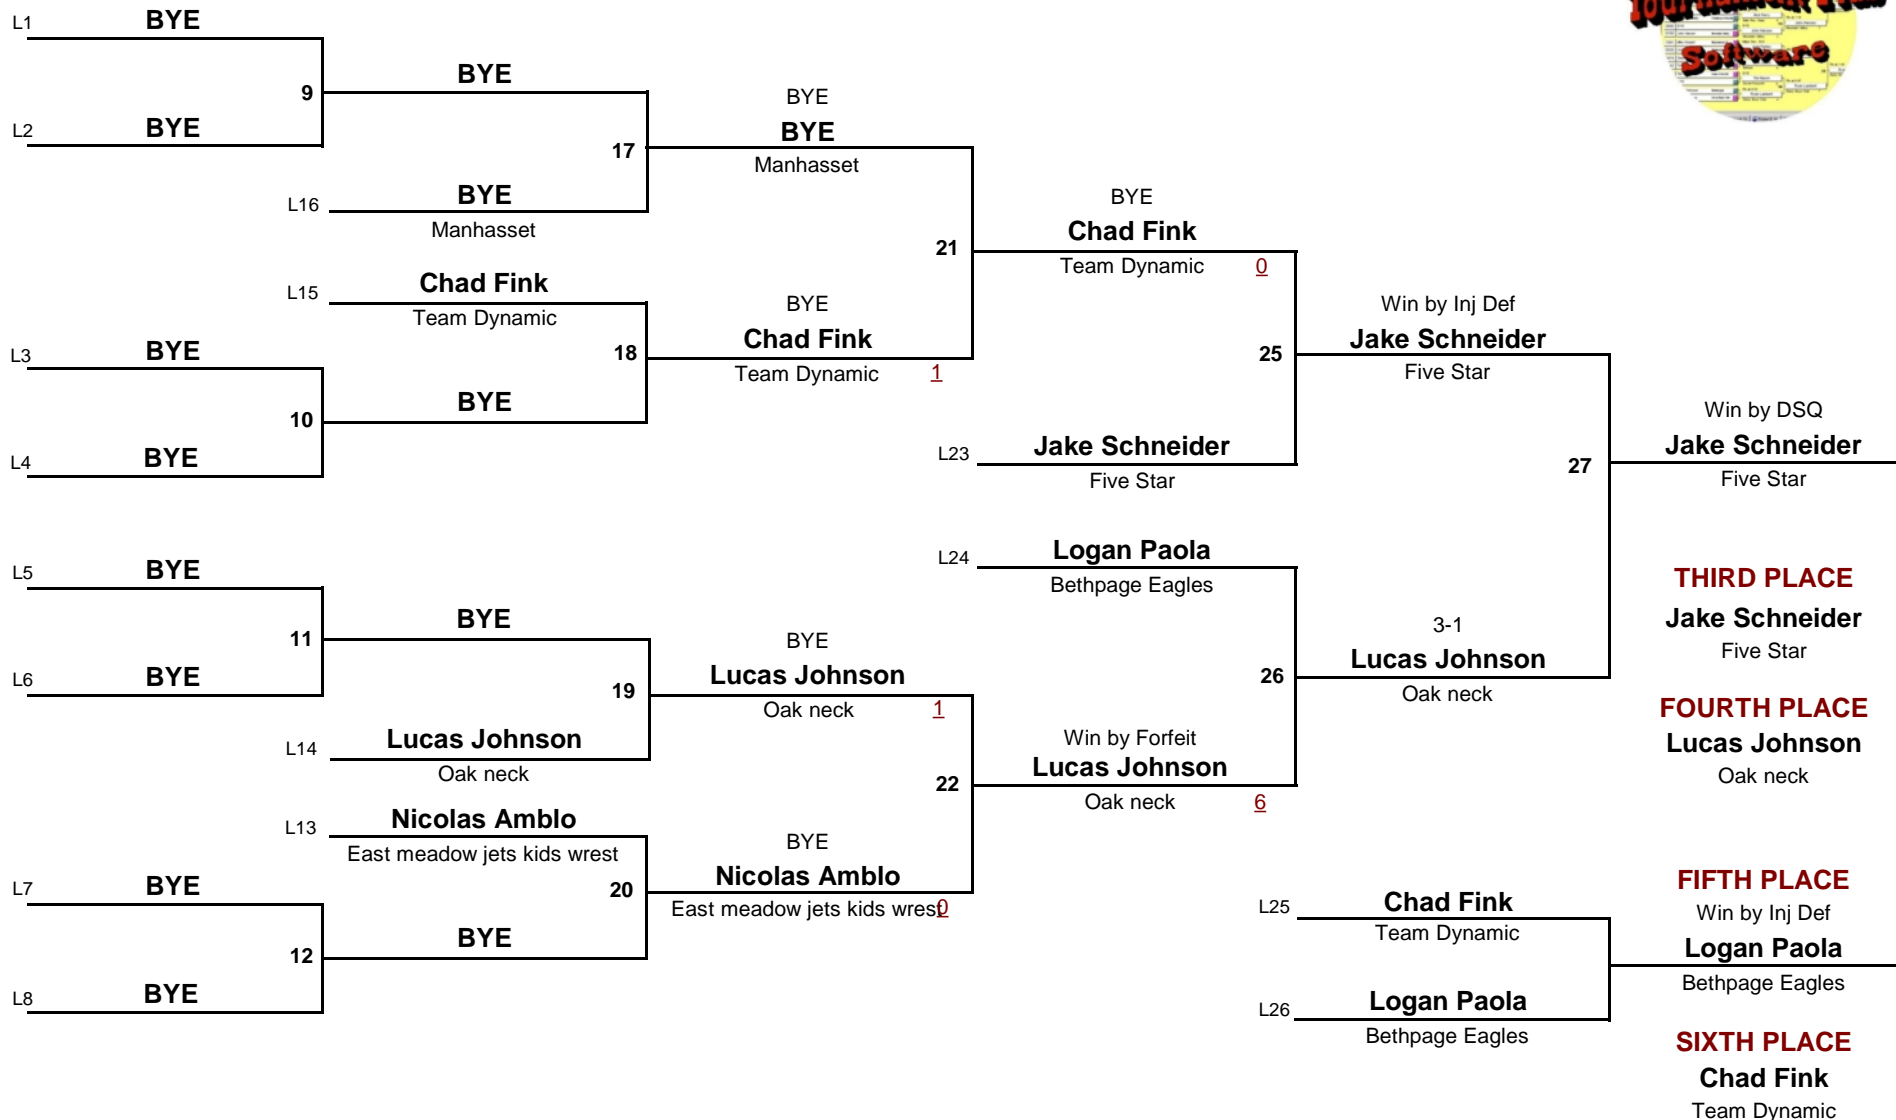 Tournament Plus
Software
L1
BYE
9
BYE
L2
BYE
17
BYE
BYE
Manhasset
L16
BYE
Manhasset
21
BYE
Chad Fink
Team Dynamic
0
L15
Chad Fink
Team Dynamic
18
BYE
Chad Fink
Team Dynamic
1
L3
BYE
10
BYE
L4
BYE
25
Win by Inj Def
Jake Schneider
Five Star
L23
Jake Schneider
Five Star
27
Win by DSQ
Jake Schneider
Five Star
L24
Logan Paola
Bethpage Eagles
L5
BYE
11
BYE
L6
BYE
19
BYE
Lucas Johnson
Oak neck
1
26
3-1
Lucas Johnson
Oak neck
L14
Lucas Johnson
Oak neck
22
Win by Forfeit
Lucas Johnson
Oak neck
6
L13
Nicolas Amblo
East meadow jets kids wrest
20
BYE
Nicolas Amblo
East meadow jets kids wrest
0
L7
BYE
12
BYE
L8
BYE
THIRD PLACE
Jake Schneider
Five Star
FOURTH PLACE
Lucas Johnson
Oak neck
L25
Chad Fink
Team Dynamic
L26
Logan Paola
Bethpage Eagles
FIFTH PLACE
Win by Inj Def
Logan Paola
Bethpage Eagles
SIXTH PLACE
Chad Fink
Team Dynamic